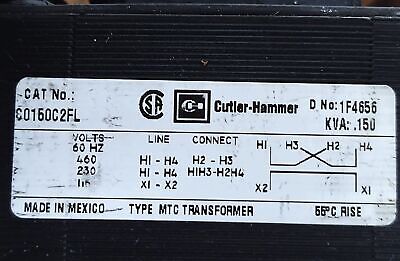 CAT No.:
C0150C2FL
Cutler-Hammer
D No: 1F4656
KVA: .150
VOLTS
60 HZ
LINE CONNECT
460 H1 - H4 H2 - H3
230 H1 - H4 H1H3-H2H4
115 X1 - X2
H1 H3 H2 H4
X2 X1
MADE IN MEXICO TYPE MTC TRANSFORMER 55°C RISE